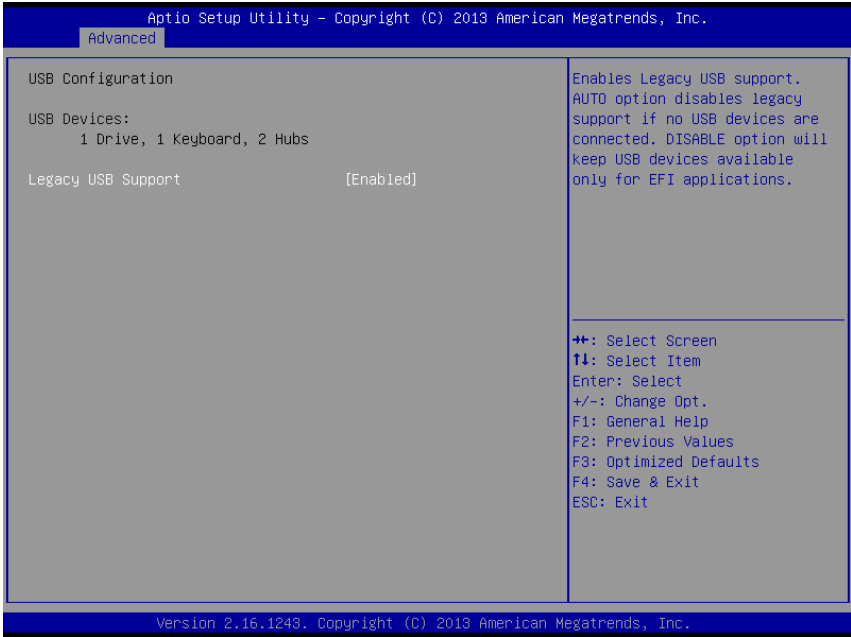 Aptio Setup Utility – Copyright (C) 2013 American Megatrends, Inc.
Advanced
USB Configuration
USB Devices:
1 Drive, 1 Keyboard, 2 Hubs
Legacy USB Support [Enabled]
Enables Legacy USB support.
AUTO option disables legacy
support if no USB devices are
connected. DISABLE option will
keep USB devices available
only for EFI applications.
→←: Select Screen
↑↓: Select Item
Enter: Select
+/-: Change Opt.
F1: General Help
F2: Previous Values
F3: Optimized Defaults
F4: Save & Exit
ESC: Exit
Version 2.16.1243. Copyright (C) 2013 American Megatrends, Inc.